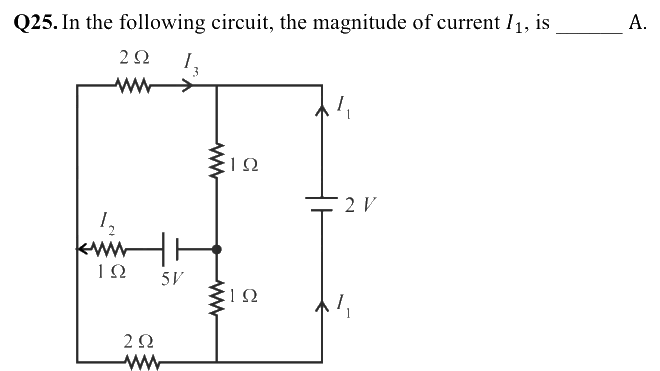 Q25. In the following circuit, the magnitude of current I₁, is ______ A.
2 Ω I₃
I₁
1 Ω
2 V
I₂
1 Ω 5V
1 Ω I₁
2 Ω